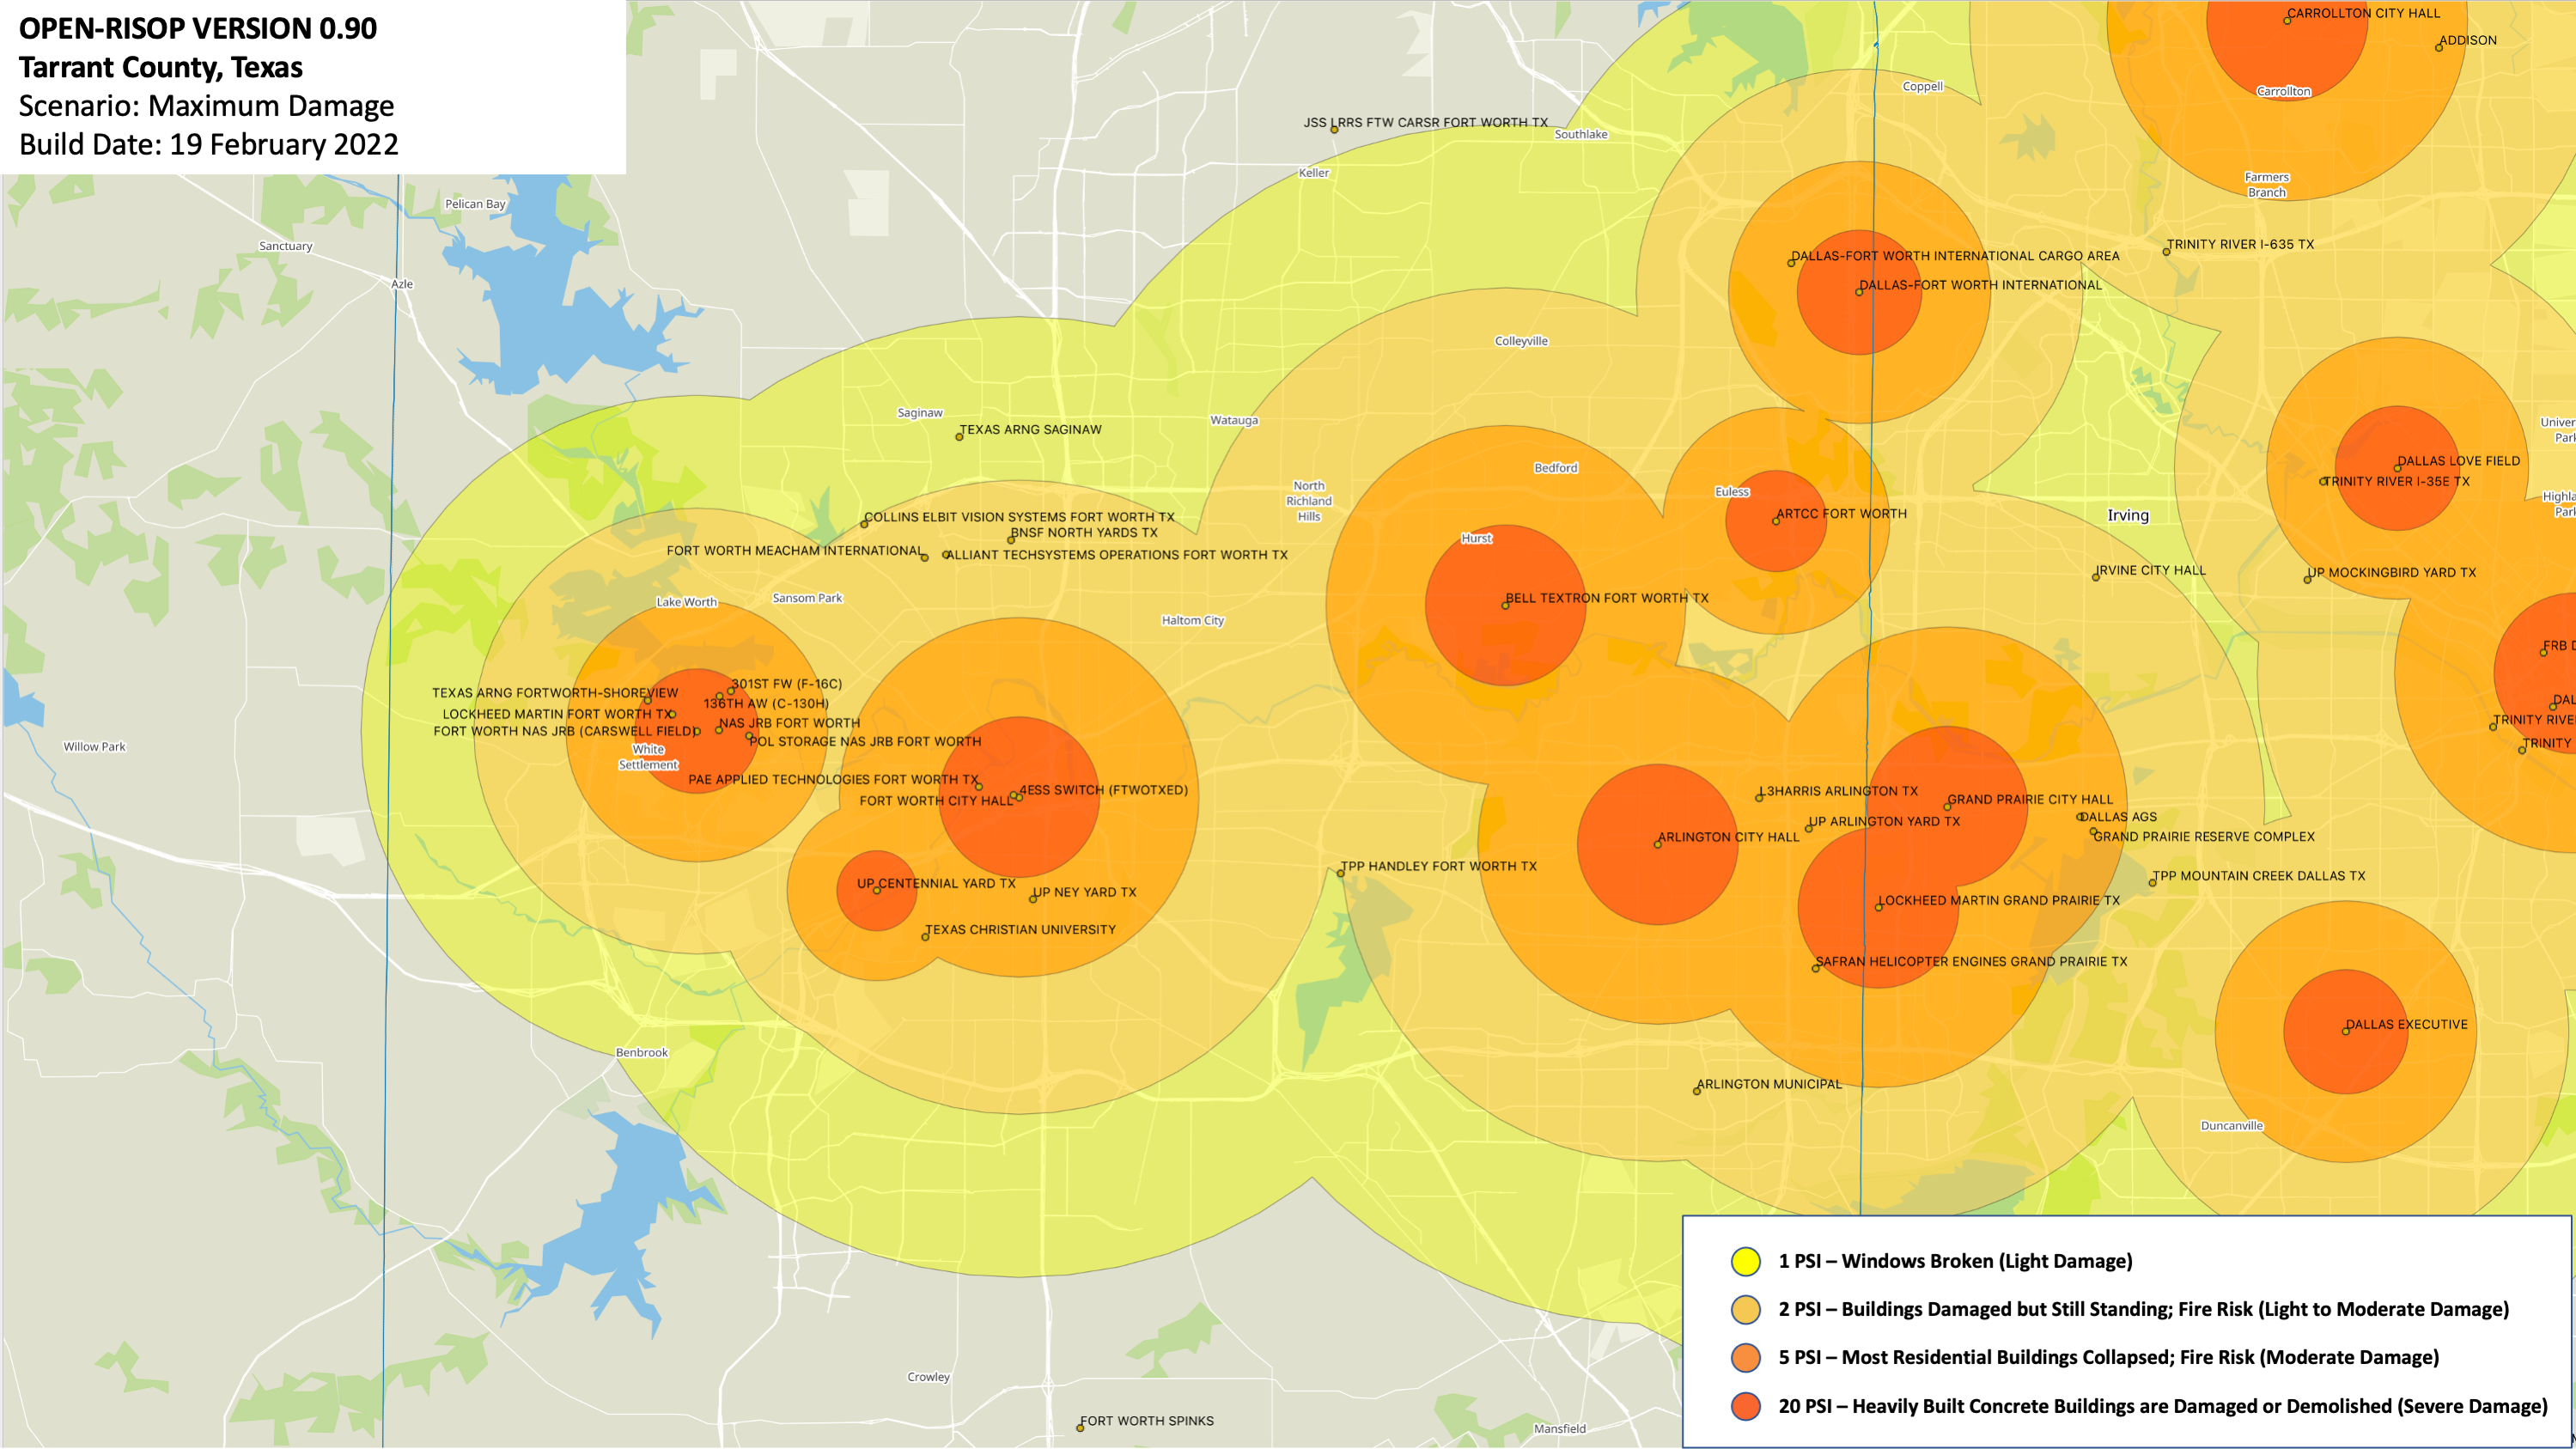 OPEN-RISOP VERSION 0.90
Tarrant County, Texas
Scenario: Maximum Damage
Build Date: 19 February 2022
CARROLLTON CITY HALL
ADDISON
Coppell
Carrollton
JSS LRRS FTW CARSR FORT WORTH TX
Southlake
Keller
Farmers
Branch
Pelican Bay
Sanctuary
Azle
TRINITY RIVER I-635 TX
DALLAS-FORT WORTH INTERNATIONAL CARGO AREA
DALLAS-FORT WORTH INTERNATIONAL
Colleyville
Saginaw
TEXAS ARNG SAGINAW
Watauga
Univer
Park
Bedford
DALLAS LOVE FIELD
TRINITY RIVER I-35E TX
North
Richland
Hills
Euless
Highla
Park
COLLINS ELBIT VISION SYSTEMS FORT WORTH TX
BNSF NORTH YARDS TX
FORT WORTH MEACHAM INTERNATIONAL
ALLIANT TECHSYSTEMS OPERATIONS FORT WORTH TX
ARTCC FORT WORTH
Irving
Hurst
IRVINE CITY HALL
UP MOCKINGBIRD YARD TX
Lake Worth
Sansom Park
BELL TEXTRON FORT WORTH TX
Haltom City
FRB D
301ST FW (F-16C)
TEXAS ARNG FORTWORTH-SHOREVIEW
136TH AW (C-130H)
DAL
LOCKHEED MARTIN FORT WORTH TX
NAS JRB FORT WORTH
TRINITY RIVE
FORT WORTH NAS JRB (CARSWELL FIELD)
POL STORAGE NAS JRB FORT WORTH
TRINITY
Willow Park
White
Settlement
PAE APPLIED TECHNOLOGIES FORT WORTH TX
4ESS SWITCH (FTWOTXED)
FORT WORTH CITY HALL
L3HARRIS ARLINGTON TX
GRAND PRAIRIE CITY HALL
UP ARLINGTON YARD TX
DALLAS AGS
ARLINGTON CITY HALL
GRAND PRAIRIE RESERVE COMPLEX
TPP HANDLEY FORT WORTH TX
TPP MOUNTAIN CREEK DALLAS TX
UP CENTENNIAL YARD TX
UP NEY YARD TX
LOCKHEED MARTIN GRAND PRAIRIE TX
TEXAS CHRISTIAN UNIVERSITY
SAFRAN HELICOPTER ENGINES GRAND PRAIRIE TX
DALLAS EXECUTIVE
Benbrook
ARLINGTON MUNICIPAL
Duncanville
1 PSI – Windows Broken (Light Damage)
2 PSI – Buildings Damaged but Still Standing; Fire Risk (Light to Moderate Damage)
5 PSI – Most Residential Buildings Collapsed; Fire Risk (Moderate Damage)
20 PSI – Heavily Built Concrete Buildings are Damaged or Demolished (Severe Damage)
Crowley
FORT WORTH SPINKS
Mansfield